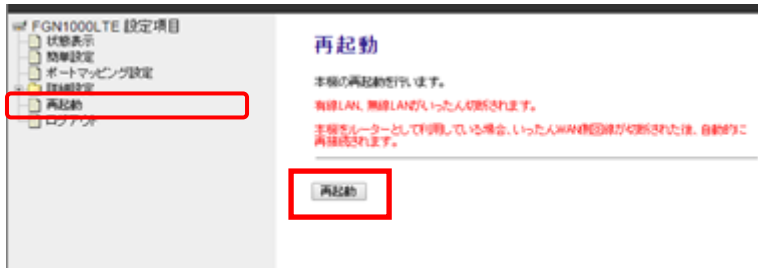 FGN1000LTE 設定項目
状態表示
簡単設定
ポートマッピング設定
詳細設定
再起動
ログアウト
再起動
本機の再起動を行います。
有線LAN、無線LANがいったん切断されます。
本機をルーターとして利用している場合、いったんWAN側回線が切断された後、自動的に
再接続されます。
再起動